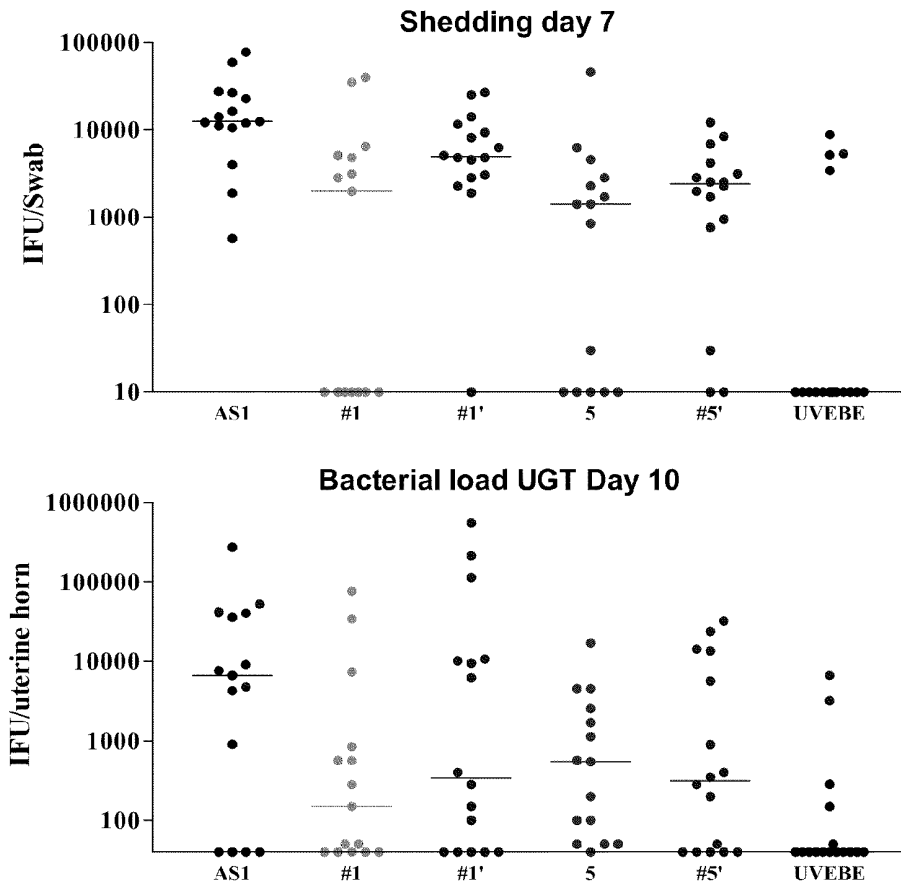 Shedding day 7
IFU/Swab
100000
10000
1000
100
10
AS1 #1 #1' 5 #5' UVEBE
Bacterial load UGT Day 10
IFU/uterine horn
1000000
100000
10000
1000
100
AS1 #1 #1' 5 #5' UVEBE